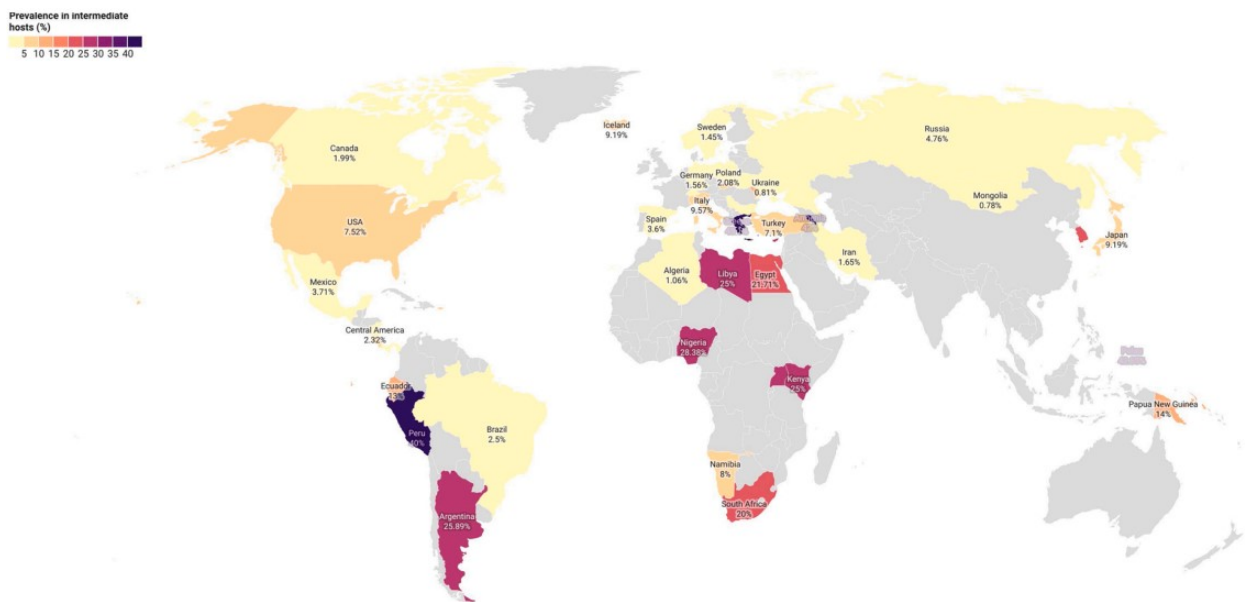 Prevalence in intermediate
hosts (%)
5 10 15 20 25 30 35 40
Iceland
9.19%
Sweden
1.45%
Russia
4.76%
Canada
1.99%
Germany
1.56%
Poland
2.08%
Ukraine
0.81%
Mongolia
0.78%
Italy
9.57%
USA
7.52%
Spain
3.6%
Turkey
7.1%
Japan
9.19%
Iran
1.65%
Algeria
1.06%
Libya
25%
Egypt
21.71%
Mexico
3.71%
Central America
2.32%
Nigeria
28.38%
Kenya
25%
Ecuador
Papua New Guinea
14%
Peru
40%
Brazil
2.5%
Namibia
8%
South Africa
20%
Argentina
25.89%